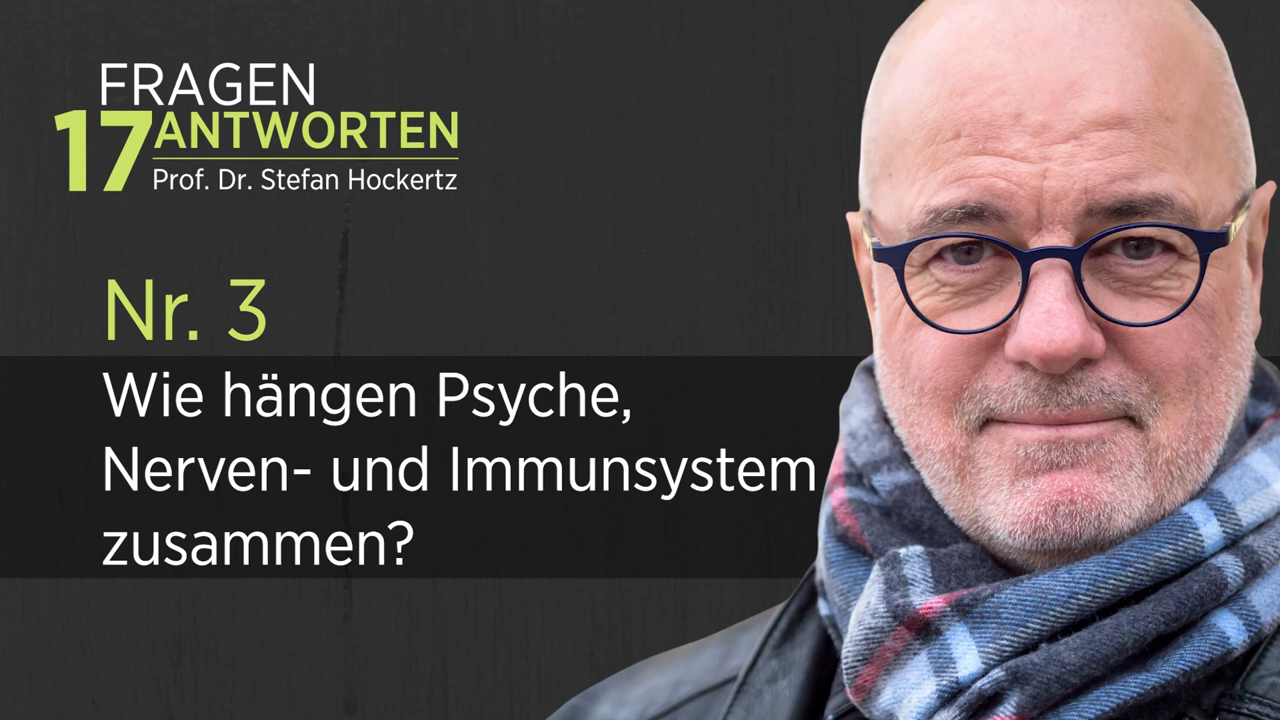 FRAGEN
17 ANTWORTEN
Prof. Dr. Stefan Hockertz
Nr. 3
Wie hängen Psyche,
Nerven- und Immunsystem
zusammen?